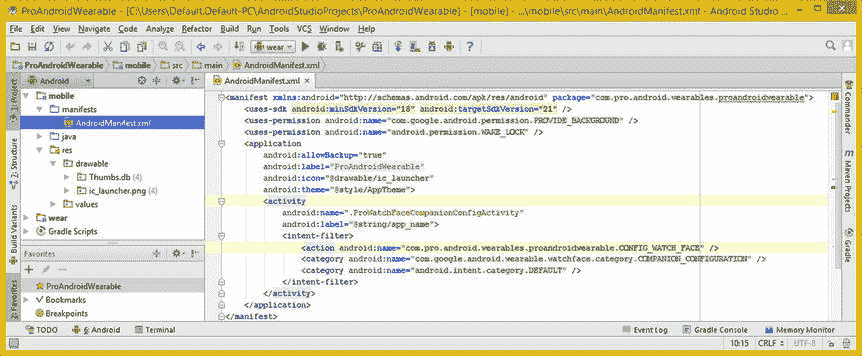 ProAndroidWearable - [C:\Users\Default.Default-PC\AndroidStudioProjects\ProAndroidWearable] - [mobile] - ...\mobile\src\main\AndroidManifest.xml - Android Studio
File Edit View Navigate Code Analyze Refactor Build Run Tools VCS Window Help
wear
ProAndroidWearable mobile src main AndroidManifest.xml
Android
AndroidManifest.xml
1: Project
2: Structure
Build Variants
2: Favorites
mobile
manifests
AndroidManifest.xml
java
res
drawable
Thumbs.db (4)
ic_launcher.png (4)
values
wear
Gradle Scripts
Favorites
ProAndroidWearable
Bookmarks
Breakpoints
<manifest xmlns:android="http://schemas.android.com/apk/res/android" package="com.pro.android.wearables.proandroidwearable">
<uses-sdk android:minSdkVersion="18" android:targetSdkVersion="21" />
<uses-permission android:name="com.google.android.permission.PROVIDE_BACKGROUND" />
<uses-permission android:name="android.permission.WAKE_LOCK" />
<application
android:allowBackup="true"
android:label="ProAndroidWearable"
android:icon="@drawable/ic_launcher"
android:theme="@style/AppTheme">
<activity
android:name=".ProWatchFaceCompanionConfigActivity"
android:label="@string/app_name">
<intent-filter>
<action android:name="com.pro.android.wearables.proandroidwearable.CONFIG_WATCH_FACE" />
<category android:name="com.google.android.wearable.watchface.category.COMPANION_CONFIGURATION" />
<category android:name="android.intent.category.DEFAULT" />
</intent-filter>
</activity>
</application>
</manifest>
Commander
Maven Projects
Gradle
TODO 6: Android Terminal Event Log Gradle Console Memory Monitor
10:15 CRLF UTF-8